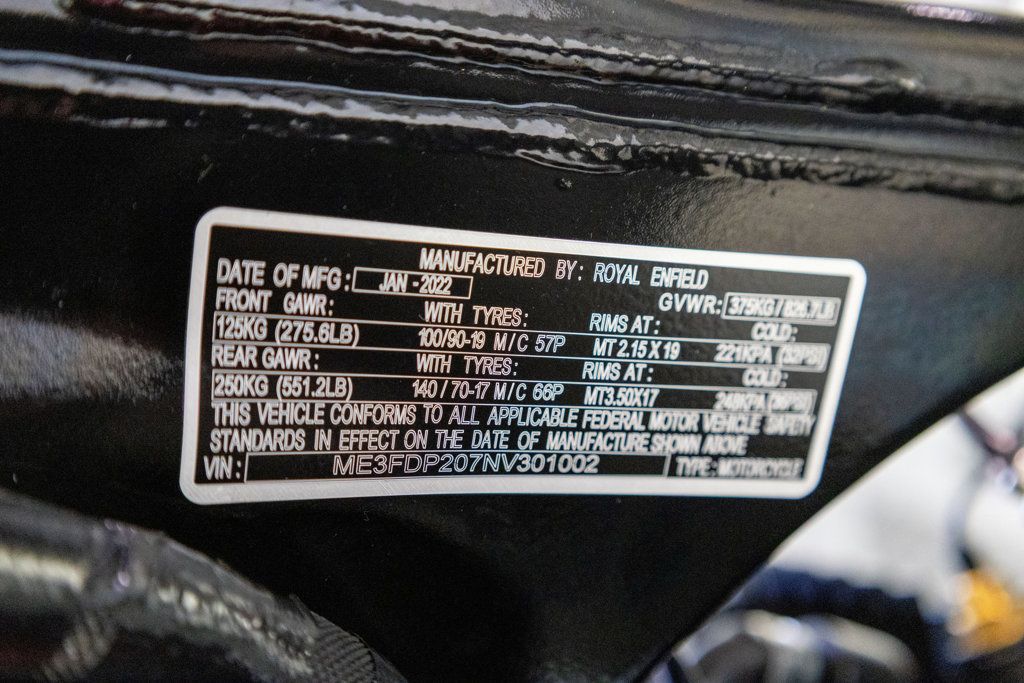 MANUFACTURED BY: ROYAL ENFIELD
DATE OF MFG: JAN-2022 GVWR: 375KG / 826.7LB
FRONT GAWR: WITH TYRES: RIMS AT: COLD:
125KG (275.6LB) 100/90-19 M/C 57P MT 2.15 X 19 221KPA (32PSI)
REAR GAWR: WITH TYRES: RIMS AT: COLD:
250KG (551.2LB) 140/70-17 M/C 66P MT3.50X17 248KPA (36PSI)
THIS VEHICLE CONFORMS TO ALL APPLICABLE FEDERAL MOTOR VEHICLE SAFETY
STANDARDS IN EFFECT ON THE DATE OF MANUFACTURE SHOWN ABOVE
VIN: ME3FDP207NV301002 TYPE: MOTORCYCLE